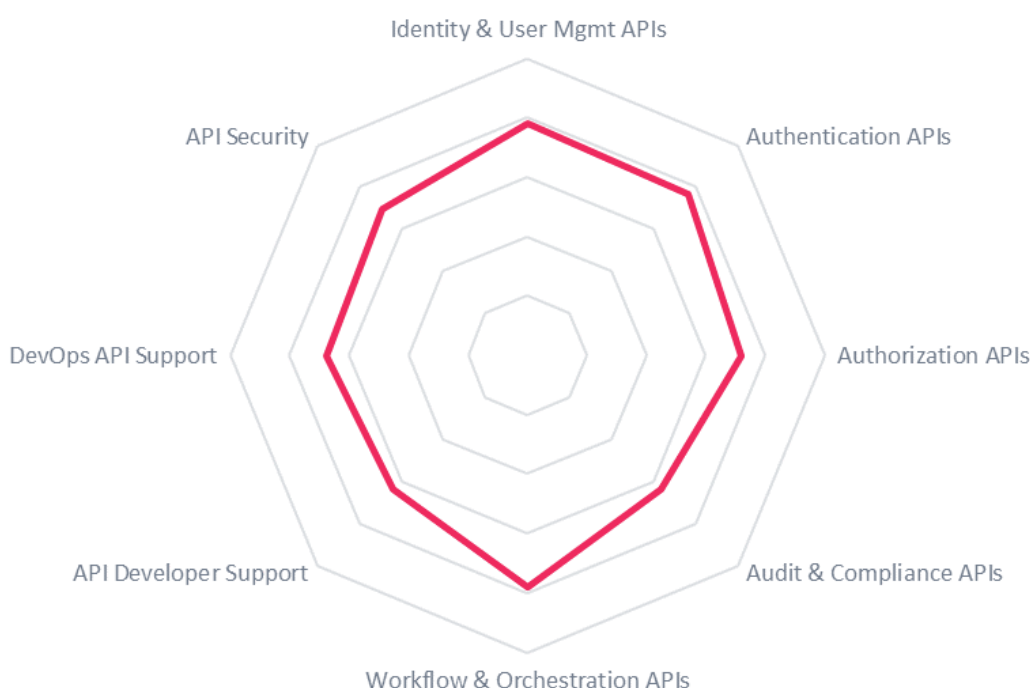 Identity & User Mgmt APIs
API Security
Authentication APIs
DevOps API Support
Authorization APIs
API Developer Support
Audit & Compliance APIs
Workflow & Orchestration APIs